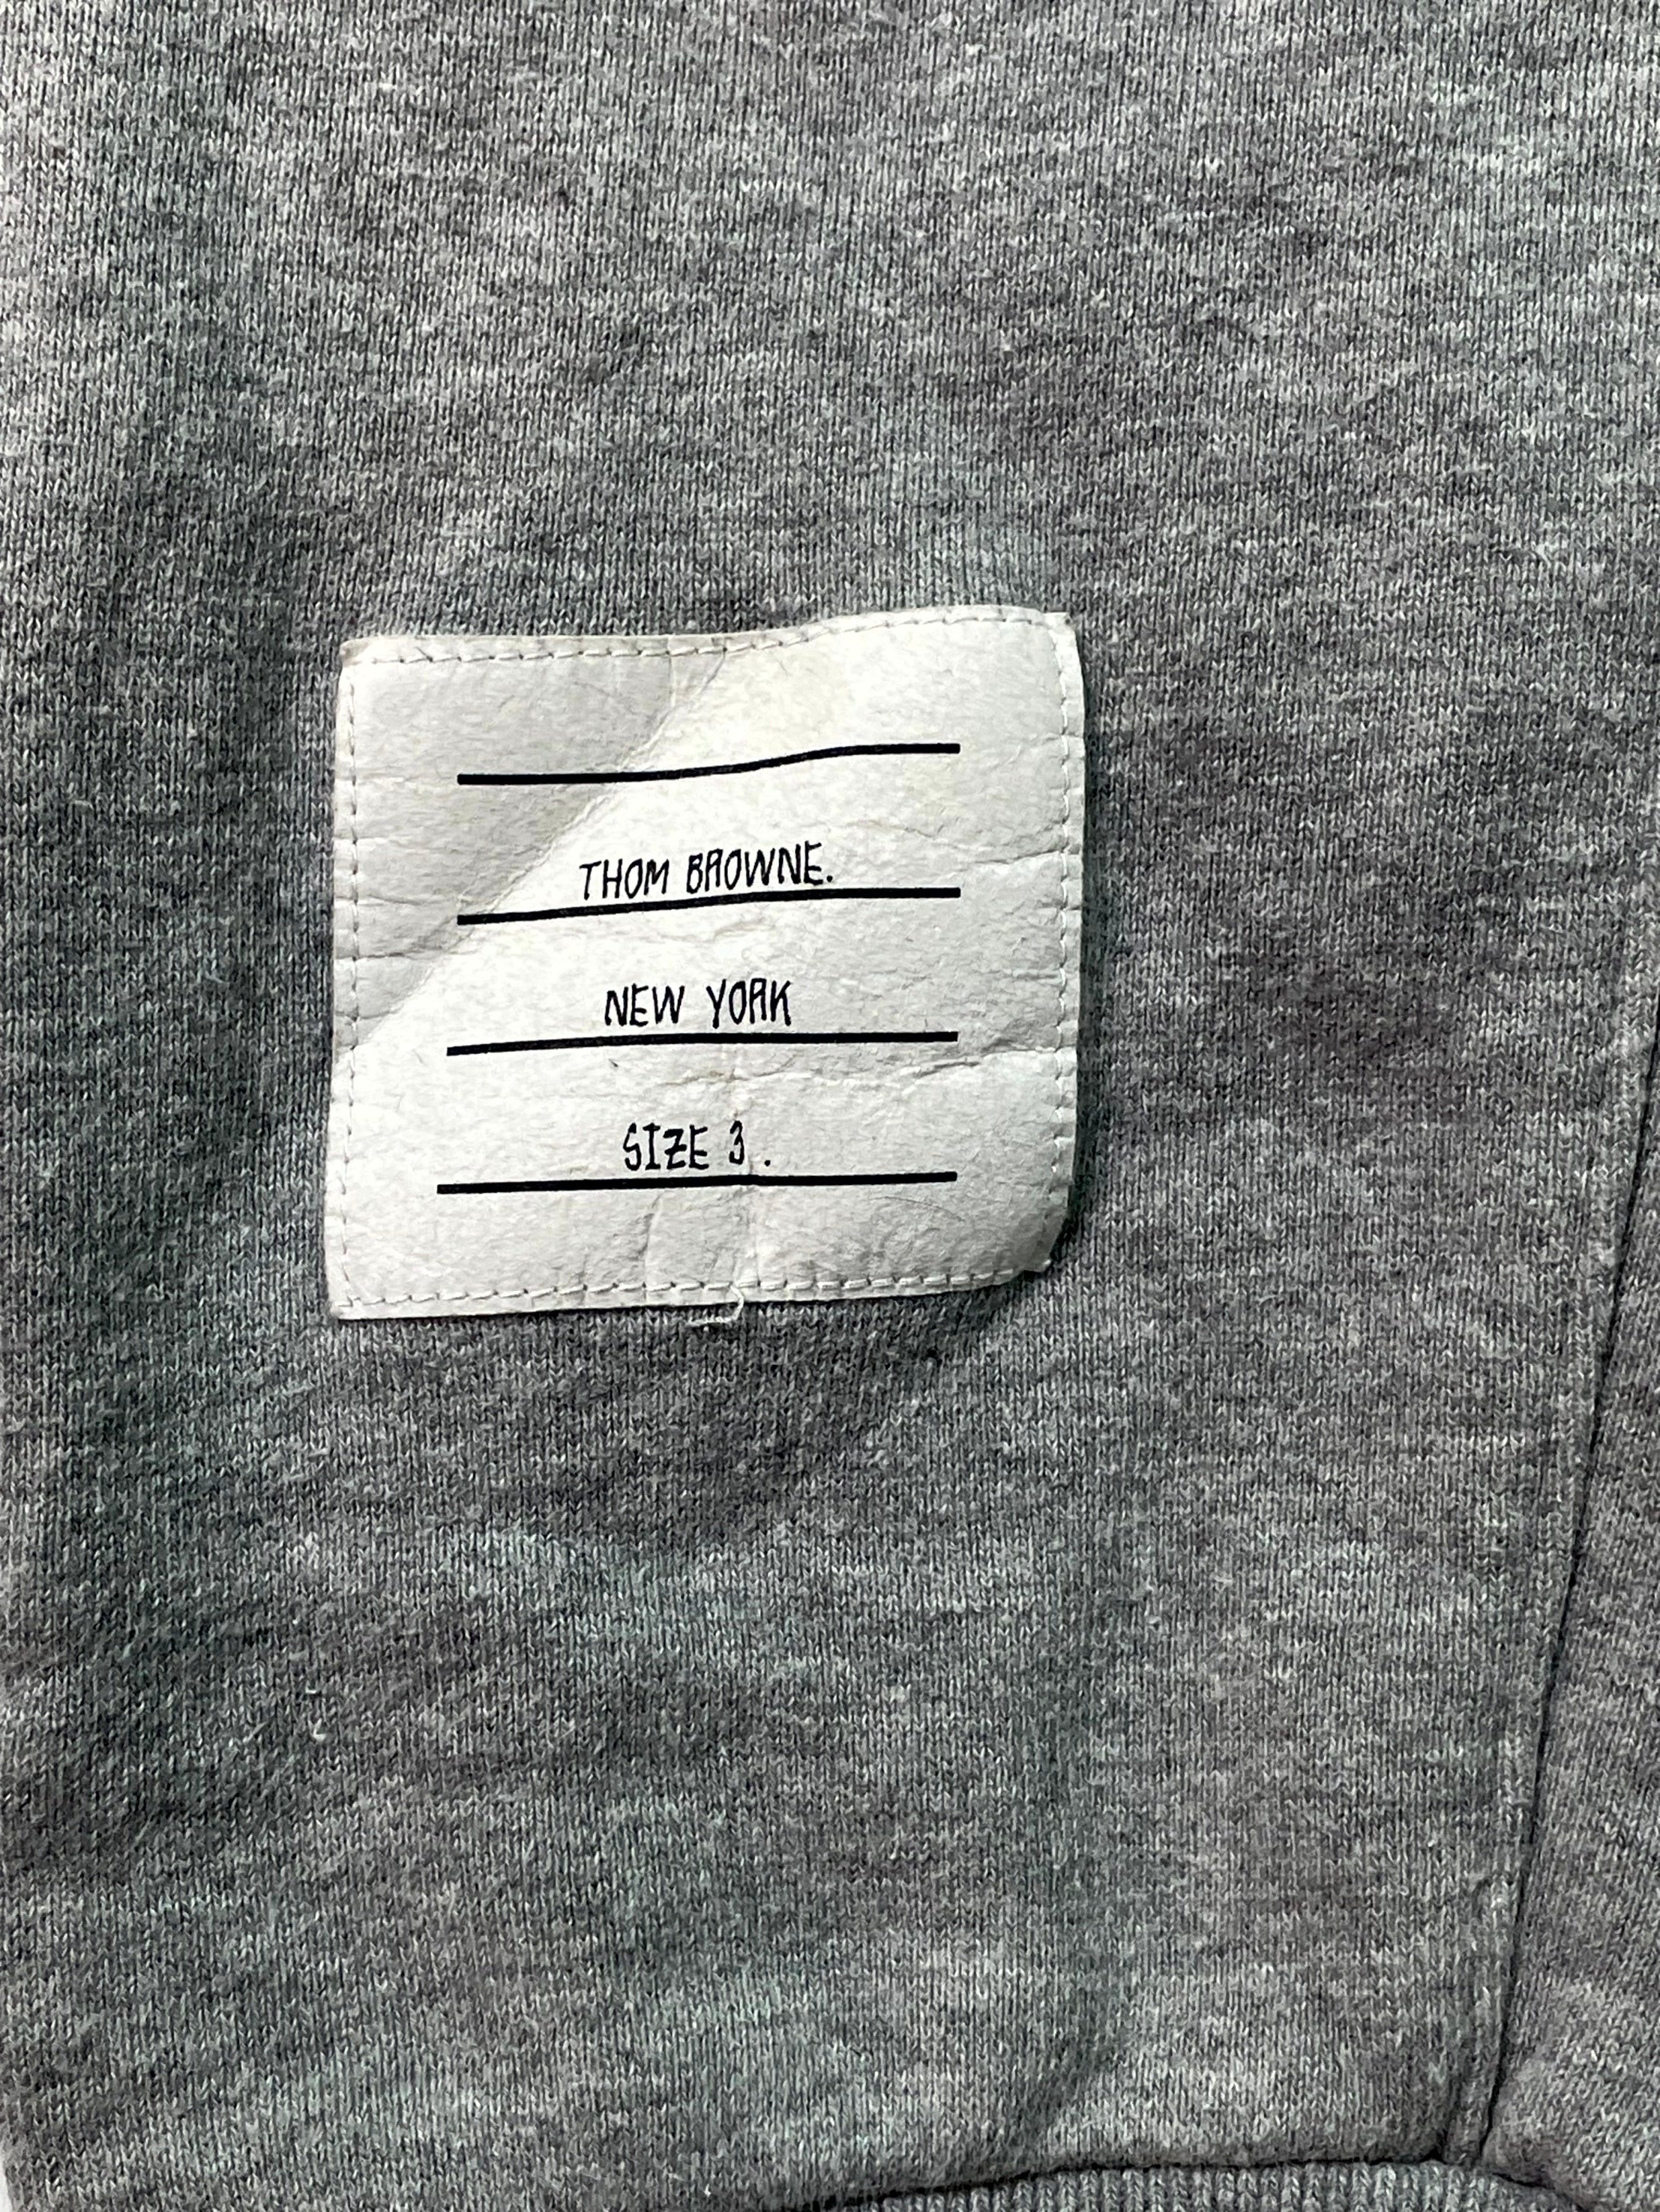 THOM BROWNE.
NEW YORK
SIZE 3.